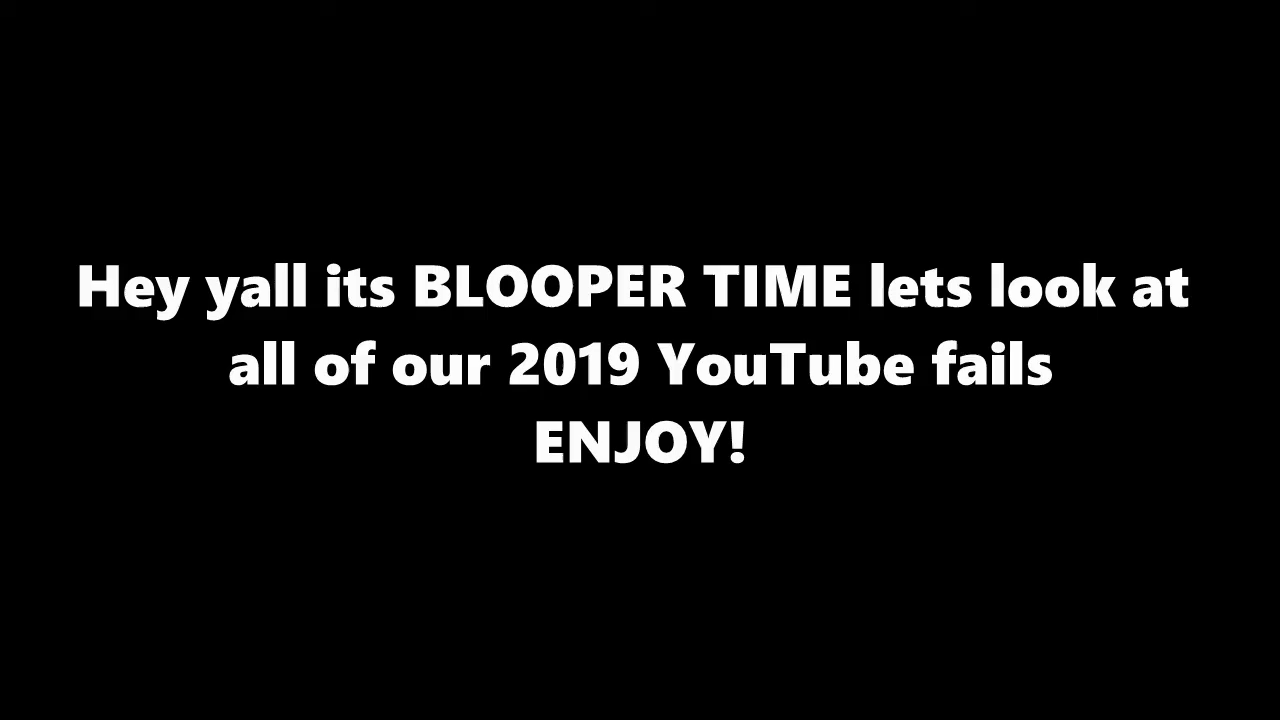 Hey yall its BLOOPER TIME lets look at
all of our 2019 YouTube fails
ENJOY!